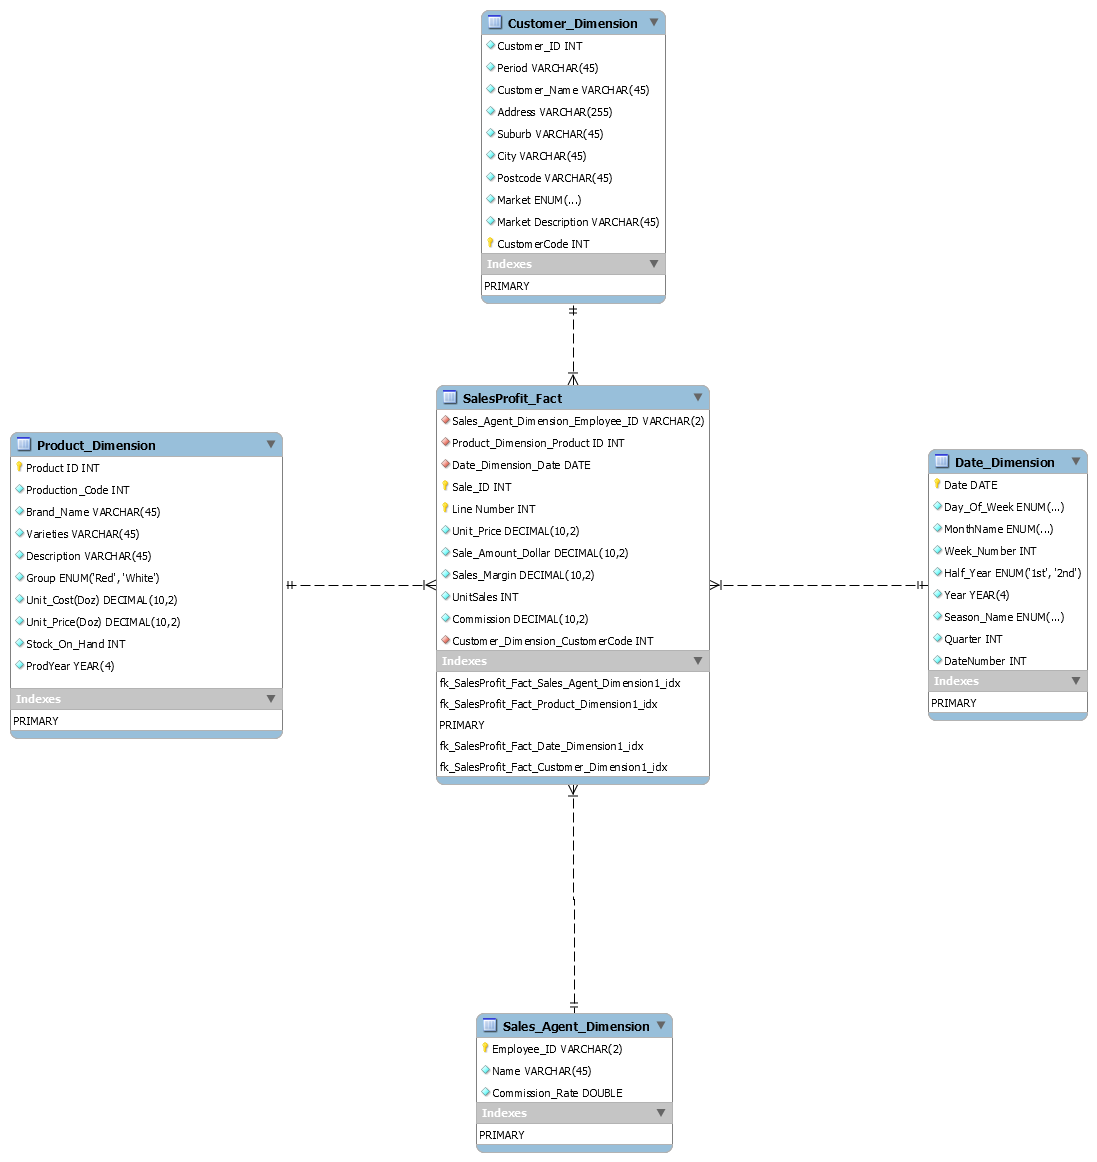 Customer_Dimension
Customer_ID INT
Period VARCHAR(45)
Customer_Name VARCHAR(45)
Address VARCHAR(255)
Suburb VARCHAR(45)
City VARCHAR(45)
Postcode VARCHAR(45)
Market ENUM(...)
Market Description VARCHAR(45)
CustomerCode INT
Indexes
PRIMARY
SalesProfit_Fact
Sales_Agent_Dimension_Employee_ID VARCHAR(2)
Product_Dimension_Product ID INT
Date_Dimension_Date DATE
Sale_ID INT
Line Number INT
Unit_Price DECIMAL(10,2)
Sale_Amount_Dollar DECIMAL(10,2)
Sales_Margin DECIMAL(10,2)
UnitSales INT
Commission DECIMAL(10,2)
Customer_Dimension_CustomerCode INT
Indexes
fk_SalesProfit_Fact_Sales_Agent_Dimension1_idx
fk_SalesProfit_Fact_Product_Dimension1_idx
PRIMARY
fk_SalesProfit_Fact_Date_Dimension1_idx
fk_SalesProfit_Fact_Customer_Dimension1_idx
Product_Dimension
Product ID INT
Production_Code INT
Brand_Name VARCHAR(45)
Varieties VARCHAR(45)
Description VARCHAR(45)
Group ENUM('Red', 'White')
Unit_Cost(Doz) DECIMAL(10,2)
Unit_Price(Doz) DECIMAL(10,2)
Stock_On_Hand INT
ProdYear YEAR(4)
Indexes
PRIMARY
Date_Dimension
Date DATE
Day_Of_Week ENUM(...)
MonthName ENUM(...)
Week_Number INT
Half_Year ENUM('1st', '2nd')
Year YEAR(4)
Season_Name ENUM(...)
Quarter INT
DateNumber INT
Indexes
PRIMARY
Sales_Agent_Dimension
Employee_ID VARCHAR(2)
Name VARCHAR(45)
Commission_Rate DOUBLE
Indexes
PRIMARY